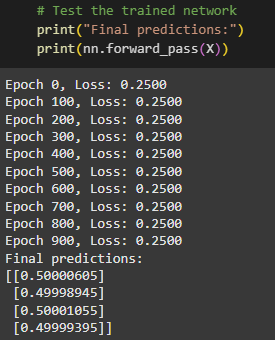 # Test the trained network
print("Final predictions:")
print(nn.forward_pass(X))
Epoch 0, Loss: 0.2500
Epoch 100, Loss: 0.2500
Epoch 200, Loss: 0.2500
Epoch 300, Loss: 0.2500
Epoch 400, Loss: 0.2500
Epoch 500, Loss: 0.2500
Epoch 600, Loss: 0.2500
Epoch 700, Loss: 0.2500
Epoch 800, Loss: 0.2500
Epoch 900, Loss: 0.2500
Final predictions:
[[0.50000605]
[0.49998945]
[0.50001055]
[0.49999395]]